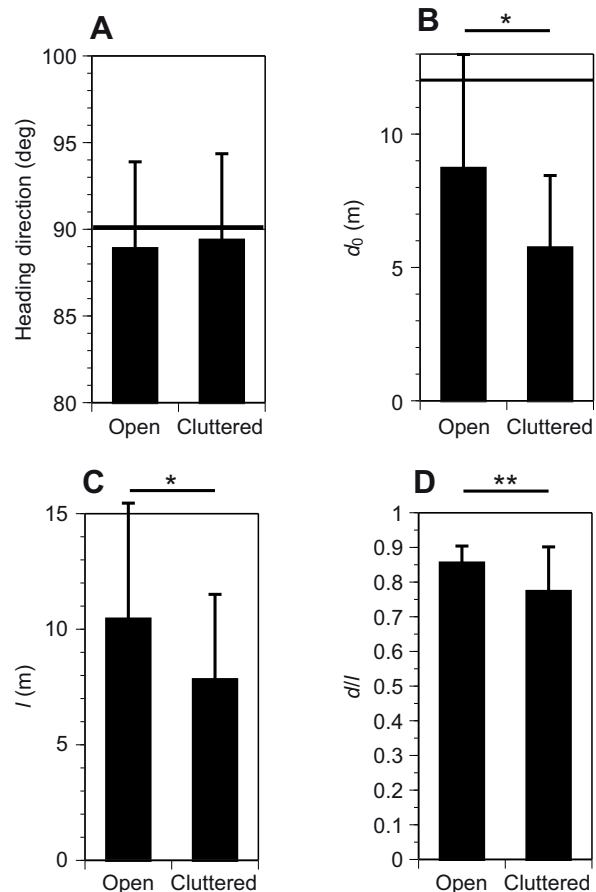 A
Heading direction (deg)
100
95
90
85
80
Open Cluttered
B
*
d0 (m)
10
5
0
Open Cluttered
C
*
l (m)
15
10
5
0
Open Cluttered
D
**
d/l
1
0.9
0.8
0.7
0.6
0.5
0.4
0.3
0.2
0.1
0
Open Cluttered